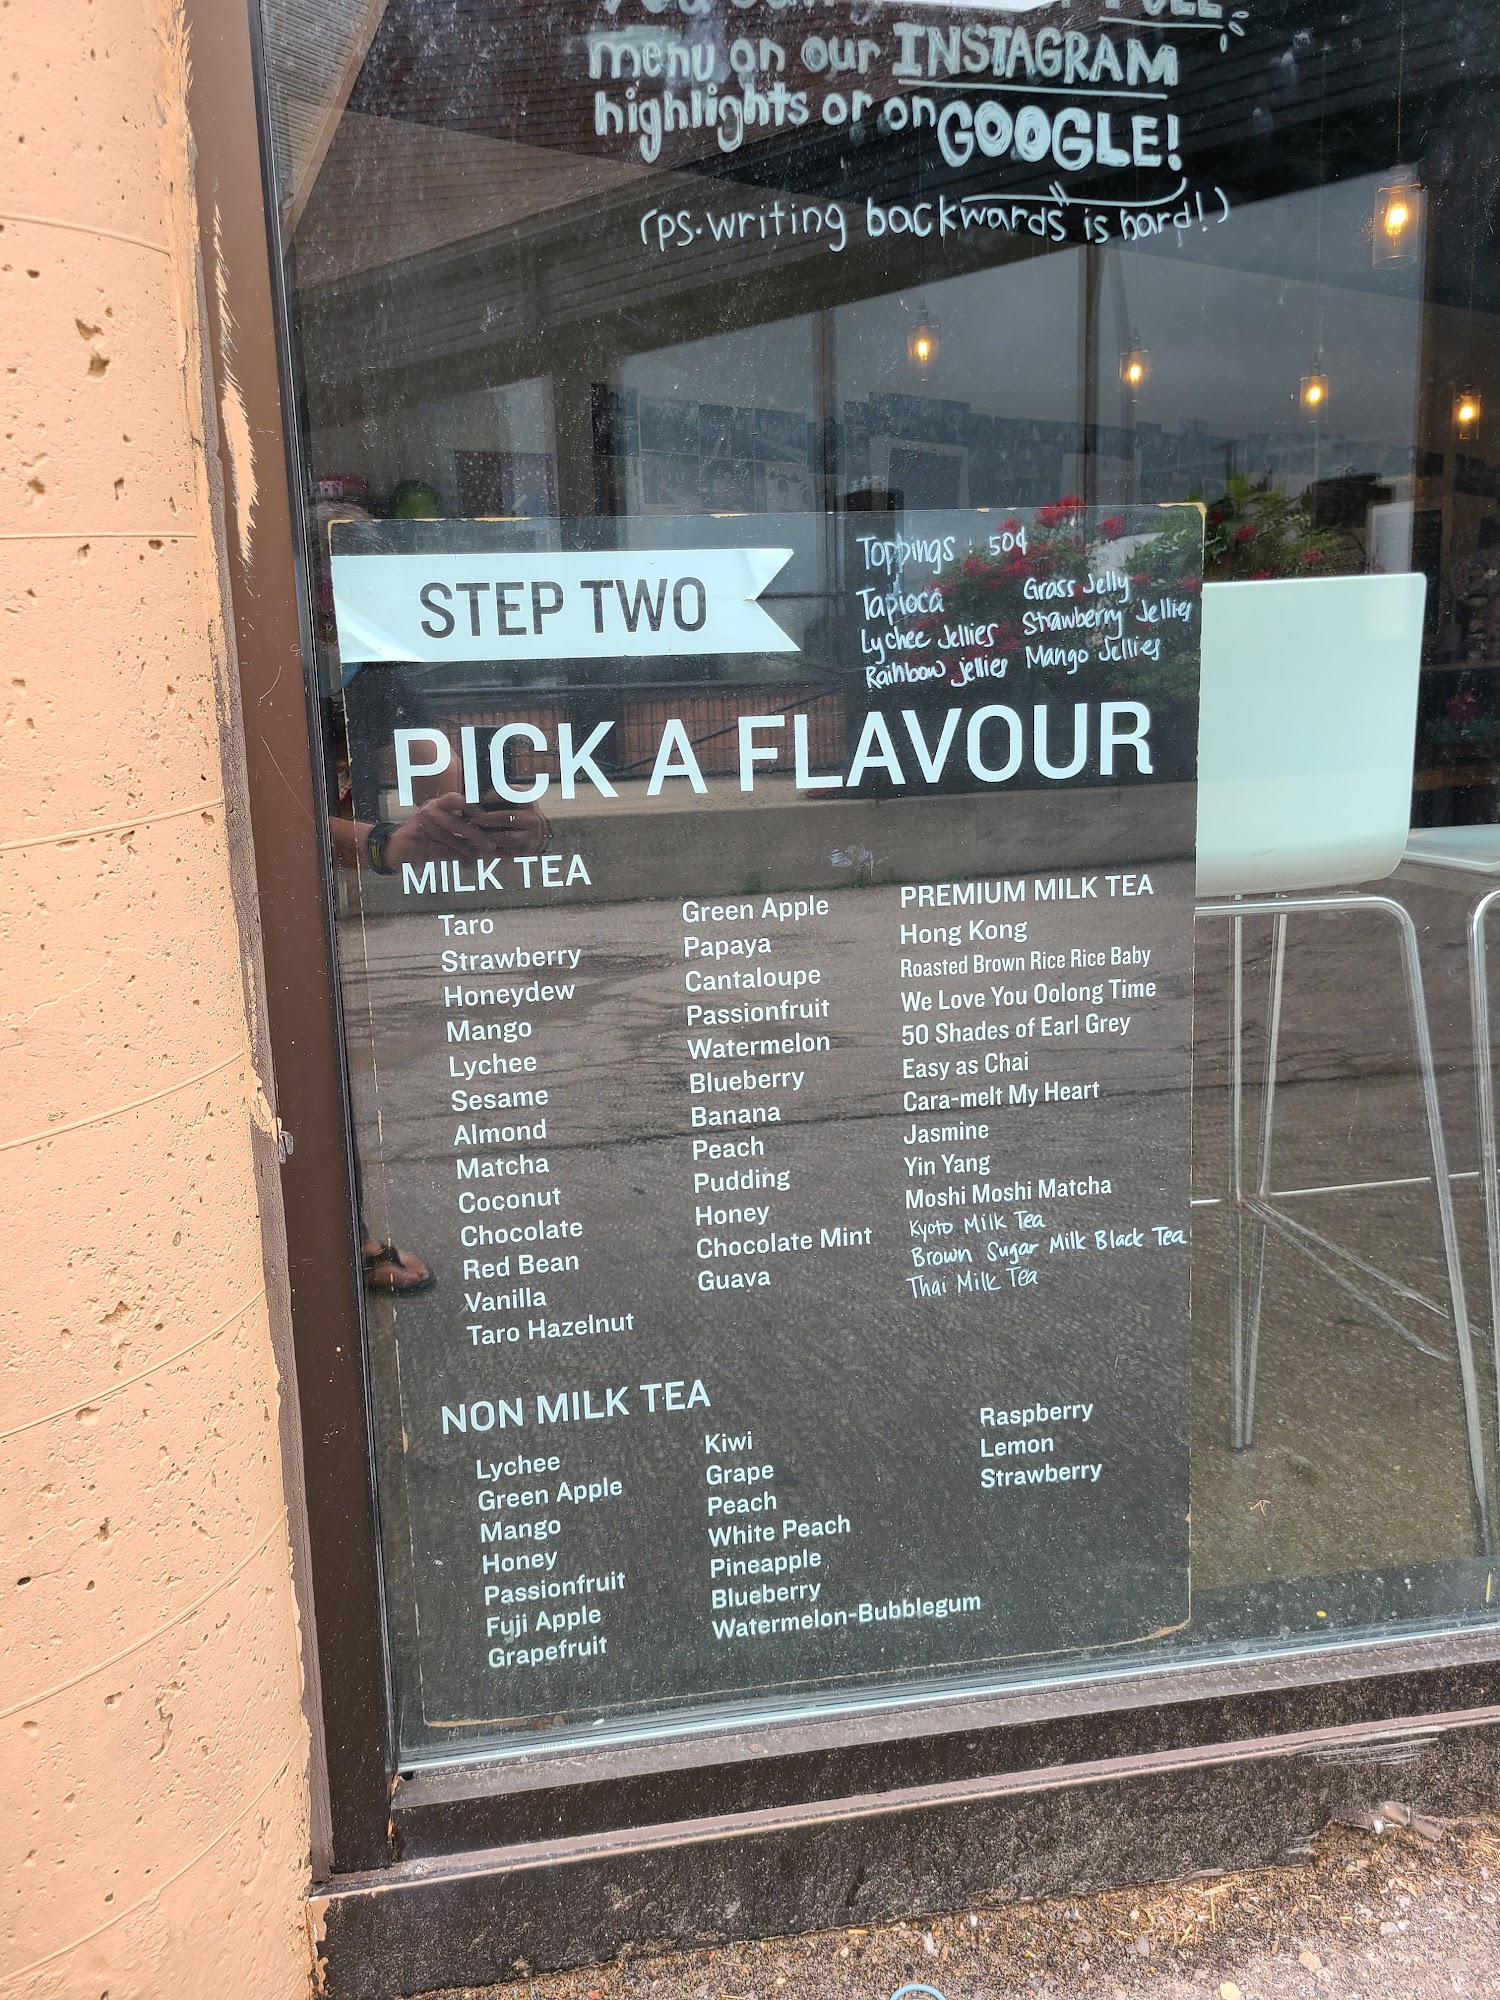 menu on our INSTAGRAM
highlights or on GOOGLE!
(ps. writing backwards is hard!)
STEP TWO
Toppings : 50¢
Tapioca
Lychee Jellies
Rainbow jellies
Grass Jelly
Strawberry Jellies
Mango Jellies
PICK A FLAVOUR
MILK TEA
Taro
Strawberry
Honeydew
Mango
Lychee
Sesame
Almond
Matcha
Coconut
Chocolate
Red Bean
Vanilla
Taro Hazelnut
Green Apple
Papaya
Cantaloupe
Passionfruit
Watermelon
Blueberry
Banana
Peach
Pudding
Honey
Chocolate Mint
Guava
PREMIUM MILK TEA
Hong Kong
Roasted Brown Rice Rice Baby
We Love You Oolong Time
50 Shades of Earl Grey
Easy as Chai
Cara-melt My Heart
Jasmine
Yin Yang
Moshi Moshi Matcha
Kyoto Milk Tea
Brown Sugar Milk Black Tea
Thai Milk Tea
NON MILK TEA
Lychee
Green Apple
Mango
Honey
Passionfruit
Fuji Apple
Grapefruit
Kiwi
Grape
Peach
White Peach
Pineapple
Blueberry
Watermelon-Bubblegum
Raspberry
Lemon
Strawberry